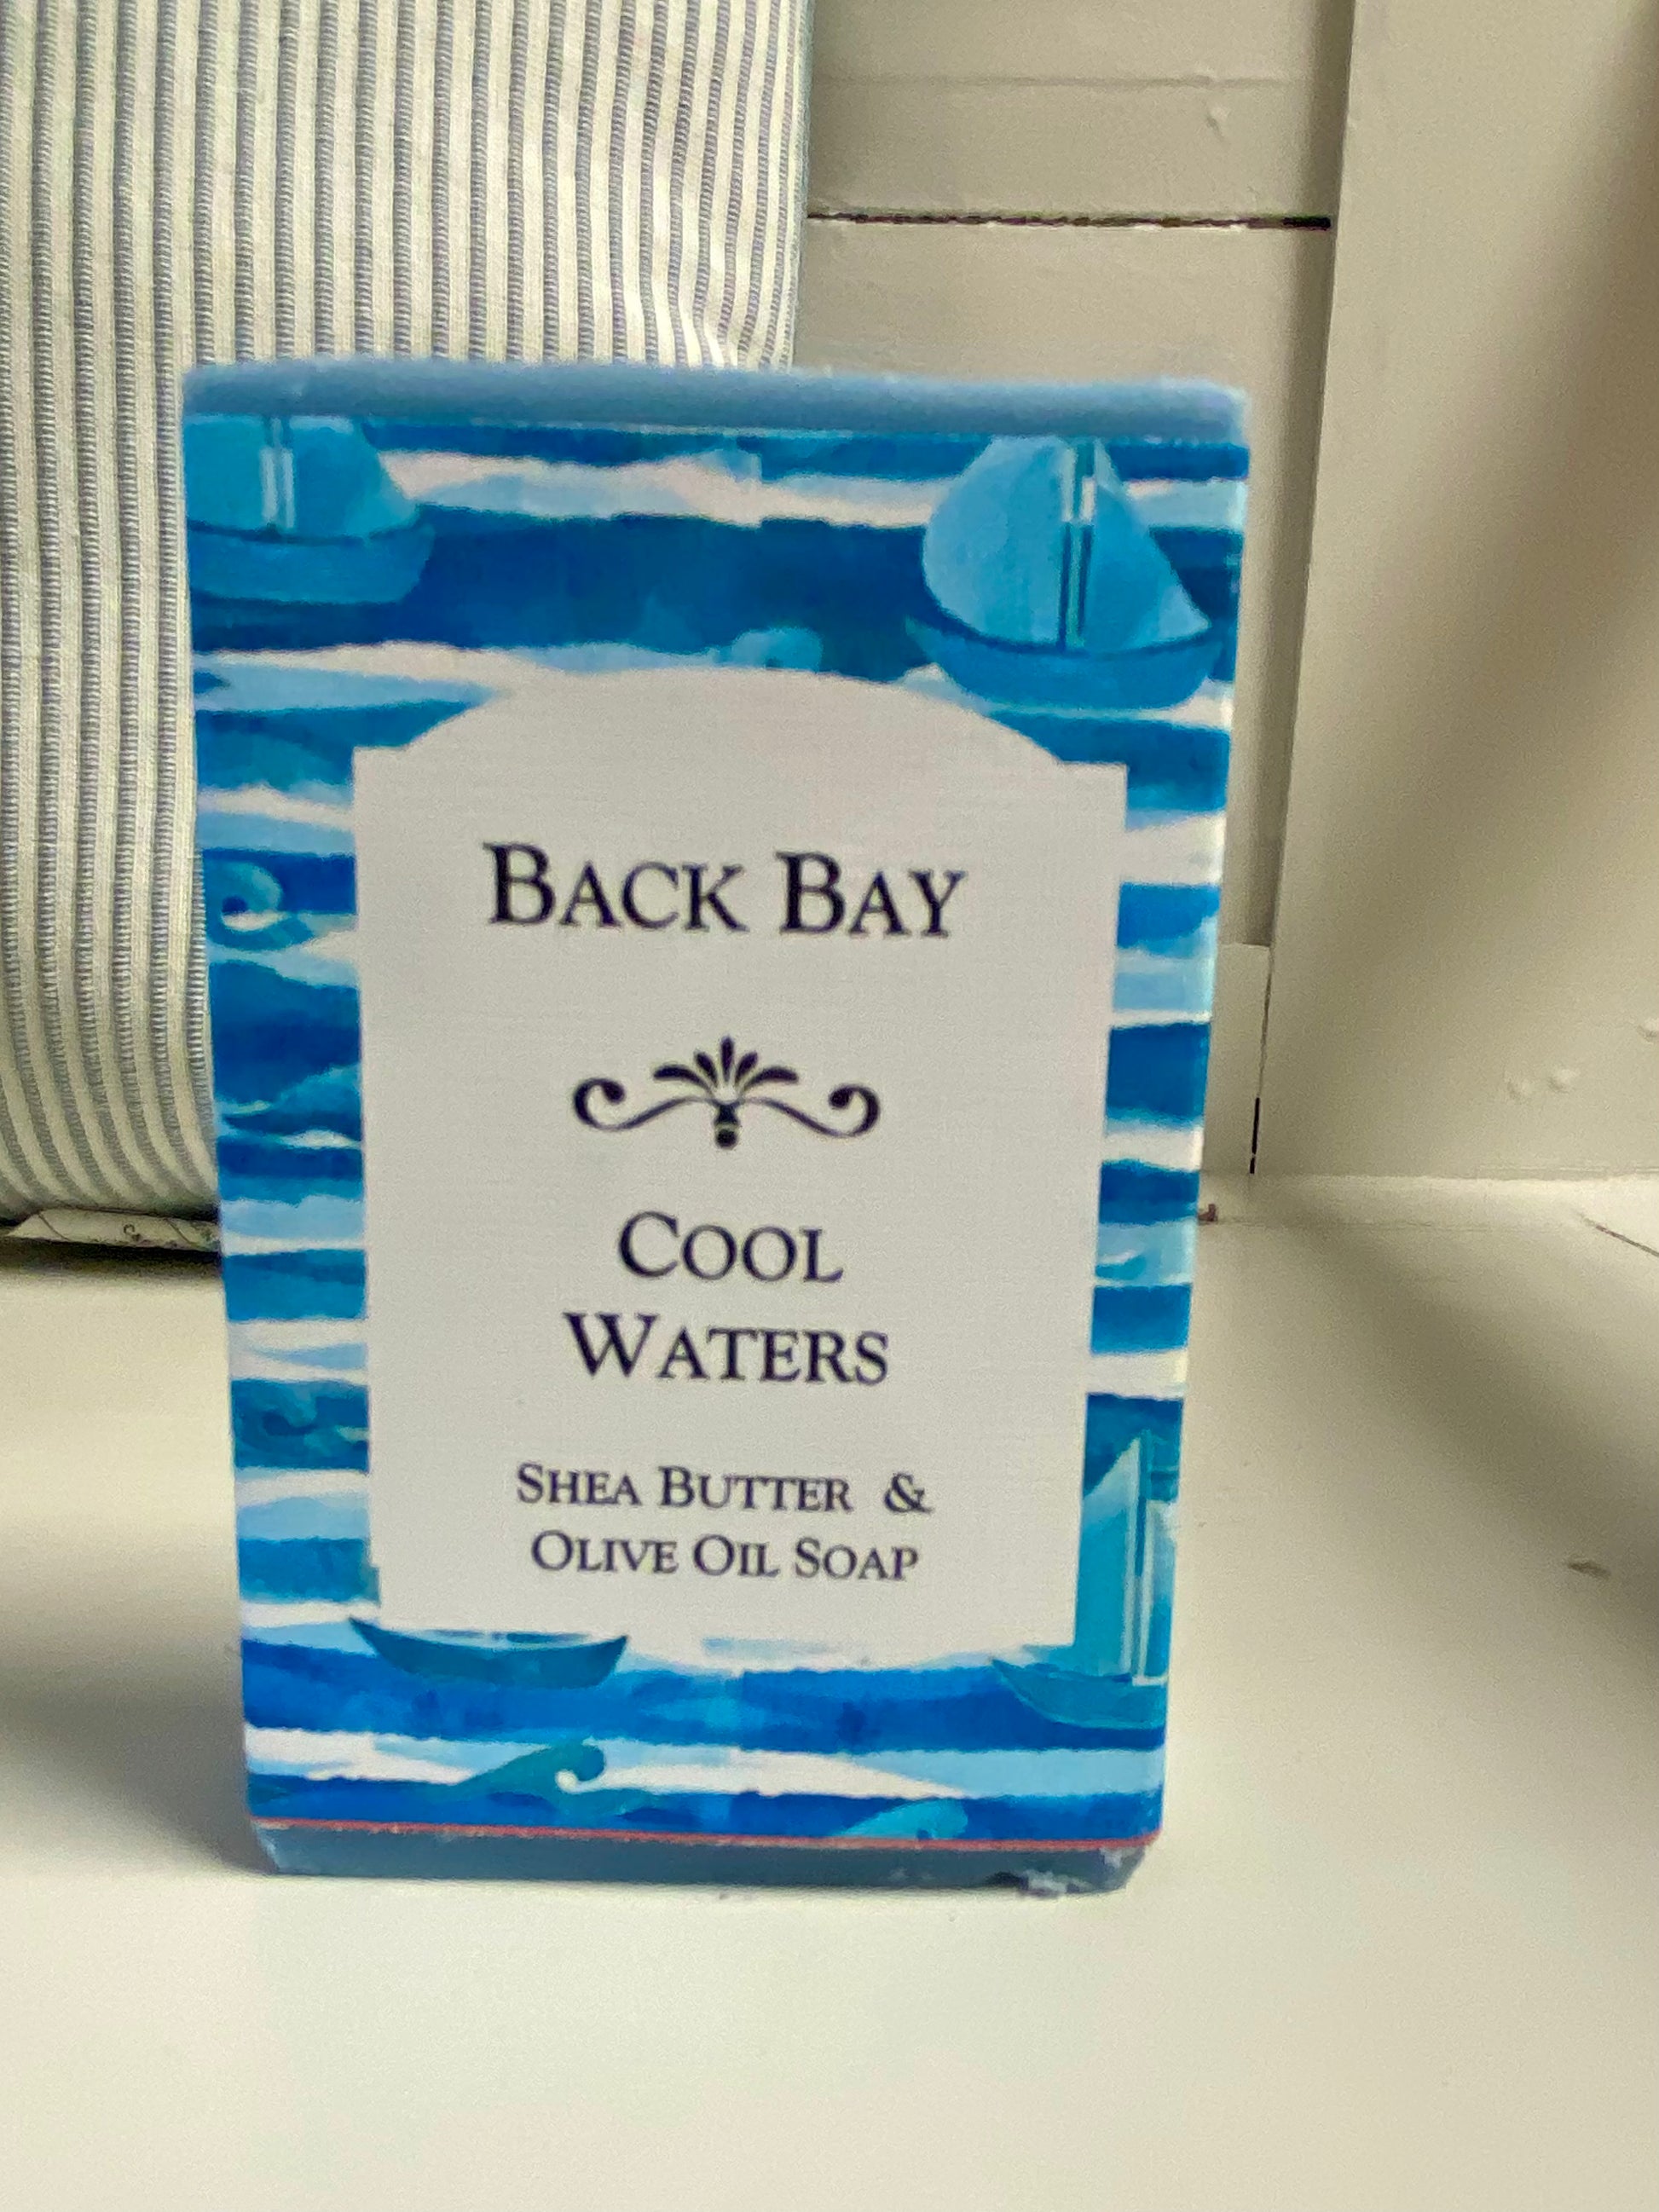 BACK BAY
COOL
WATERS
SHEA BUTTER &
OLIVE OIL SOAP